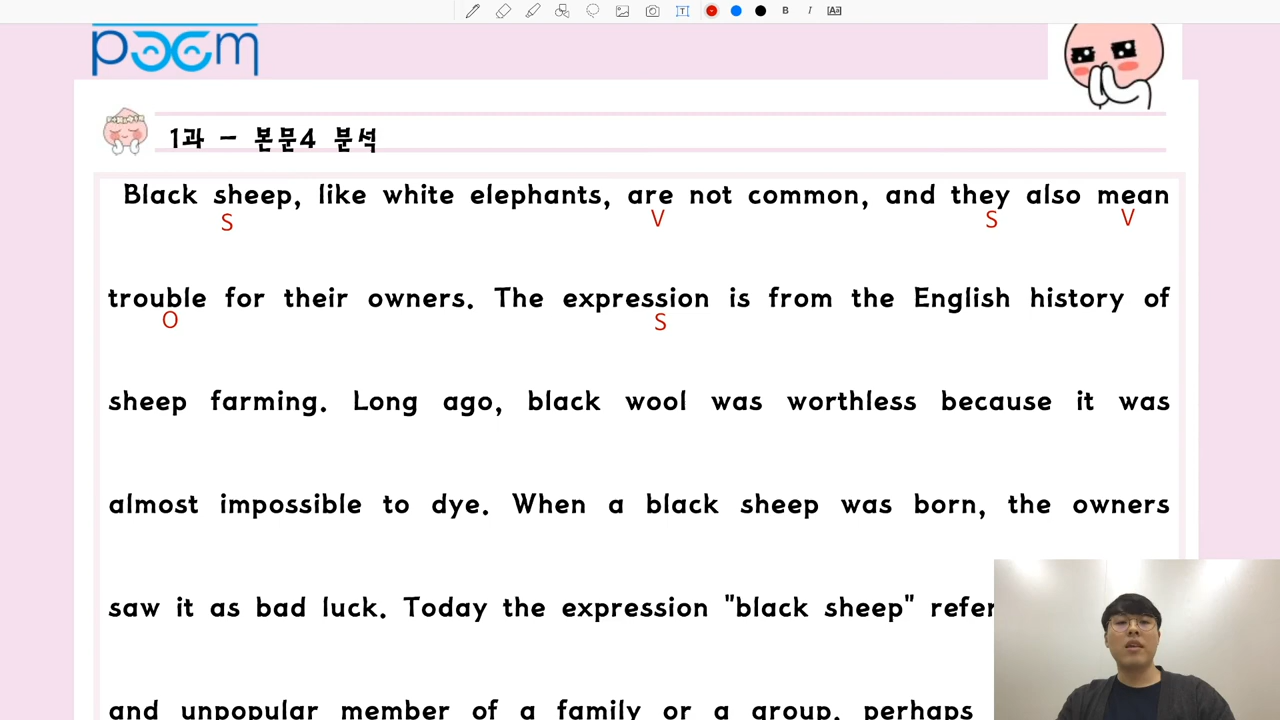 poem
1과 - 본문4 분석
Black sheep, like white elephants, are not common, and they also mean
S V S V
trouble for their owners. The expression is from the English history of
O S
sheep farming. Long ago, black wool was worthless because it was
almost impossible to dye. When a black sheep was born, the owners
saw it as bad luck. Today the expression "black sheep" refer
and unpopular member of a family or a group, perhaps